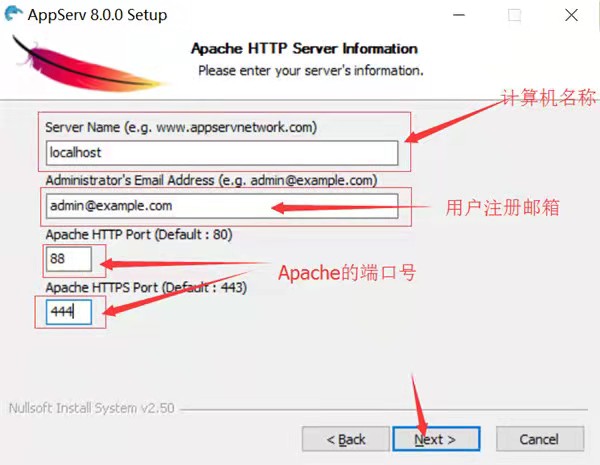 AppServ 8.0.0 Setup
Apache HTTP Server Information
Please enter your server's information.
计算机名称
Server Name (e.g. www.appservnetwork.com)
localhost
Administrator's Email Address (e.g. admin@example.com)
admin@example.com
用户注册邮箱
Apache HTTP Port (Default : 80)
88
Apache的端口号
Apache HTTPS Port (Default : 443)
444
Nullsoft Install System v2.50
< Back
Next >
Cancel